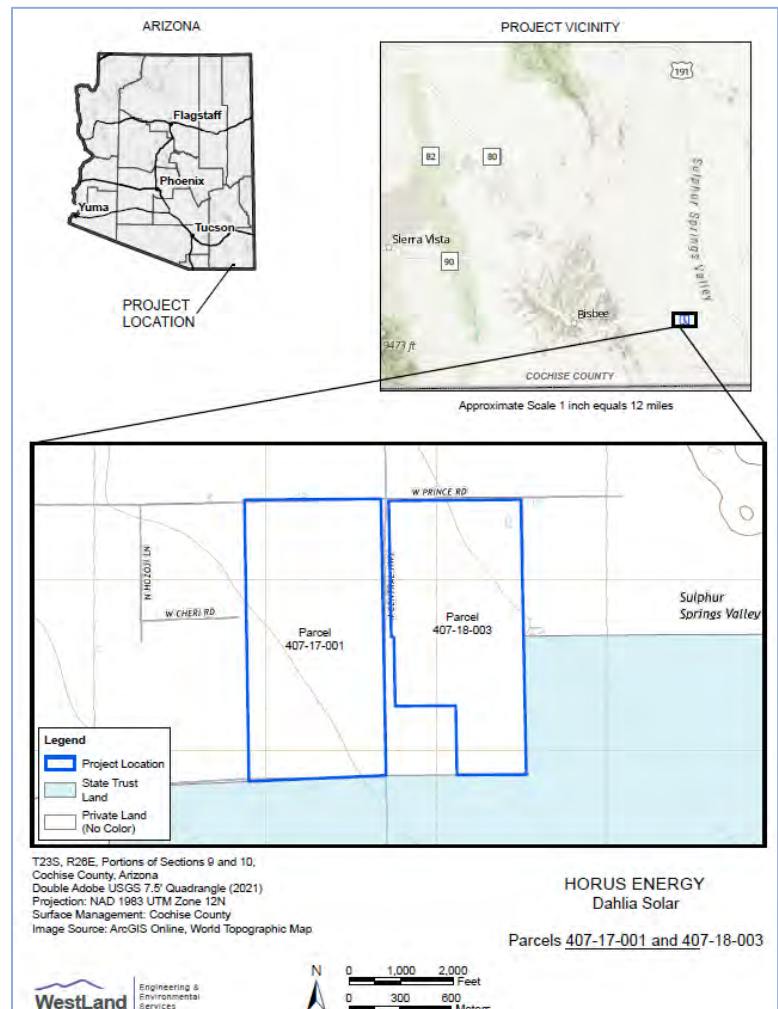 ARIZONA
Flagstaff
Phoenix
Yuma
Tucson
PROJECT
LOCATION
PROJECT VICINITY
191
82
80
Sulphur Springs Valley
Sierra Vista
90
Bisbee
9473 ft
COCHISE COUNTY
Approximate Scale 1 inch equals 12 miles
W PRINCE RD
N HOZOJI LN
W CHERI RD
Parcel
407-17-001
Parcel
407-18-003
Sulphur
Springs Valley
Legend
Project Location
State Trust
Land
Private Land
(No Color)
T23S, R26E, Portions of Sections 9 and 10,
Cochise County, Arizona
Double Adobe USGS 7.5' Quadrangle (2021)
Projection: NAD 1983 UTM Zone 12N
Surface Management: Cochise County
Image Source: ArcGIS Online, World Topographic Map
HORUS ENERGY
Dahlia Solar
Parcels 407-17-001 and 407-18-003
WestLand
Engineering &
Environmental
Services
N
0 1,000 2,000
Feet
0 300 600
Meters